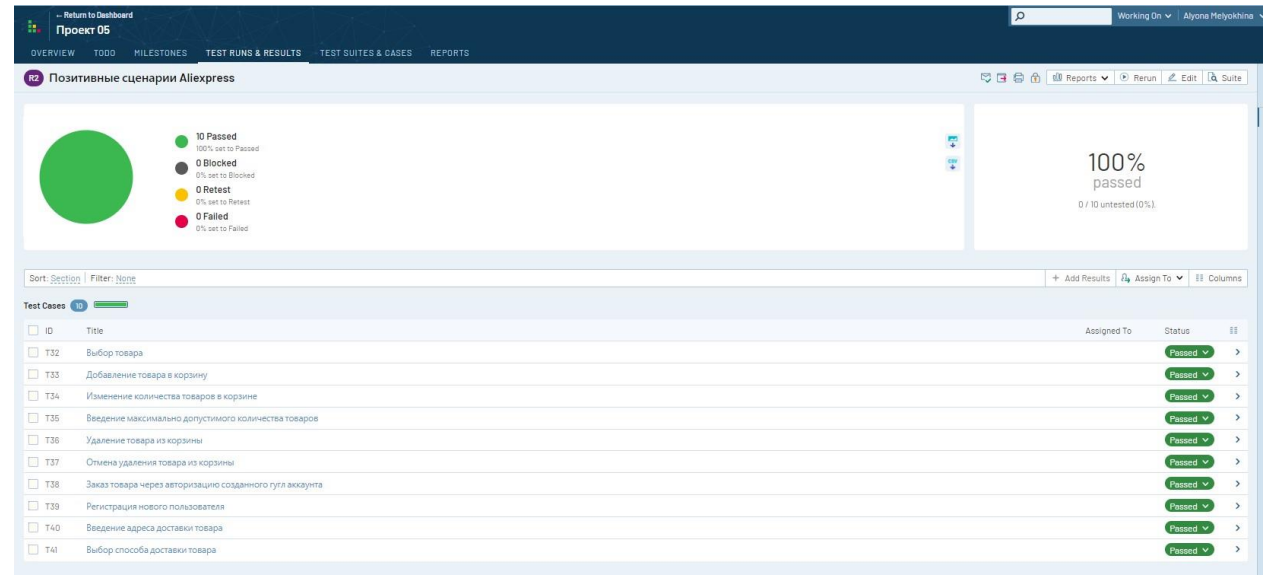 ← Return to Dashboard
Проект 05
Working On
Alyona Melyokhina
OVERVIEW TODO MILESTONES TEST RUNS & RESULTS TEST SUITES & CASES REPORTS
R2 Позитивные сценарии Aliexpress
Reports Rerun Edit Suite
10 Passed
100% set to Passed
0 Blocked
0% set to Blocked
0 Retest
0% set to Retest
0 Failed
0% set to Failed
100%
passed
0 / 10 untested (0%).
Sort: Section Filter: None
+ Add Results Assign To Columns
Test Cases 10
ID Title Assigned To Status
T32 Выбор товара Passed
T33 Добавление товара в корзину Passed
T34 Изменение количества товаров в корзине Passed
T35 Введение максимально допустимого количества товаров Passed
T36 Удаление товара из корзины Passed
T37 Отмена удаления товара из корзины Passed
T38 Заказ товара через авторизацию созданного гугл аккаунта Passed
T39 Регистрация нового пользователя Passed
T40 Введение адреса доставки товара Passed
T41 Выбор способа доставки товара Passed